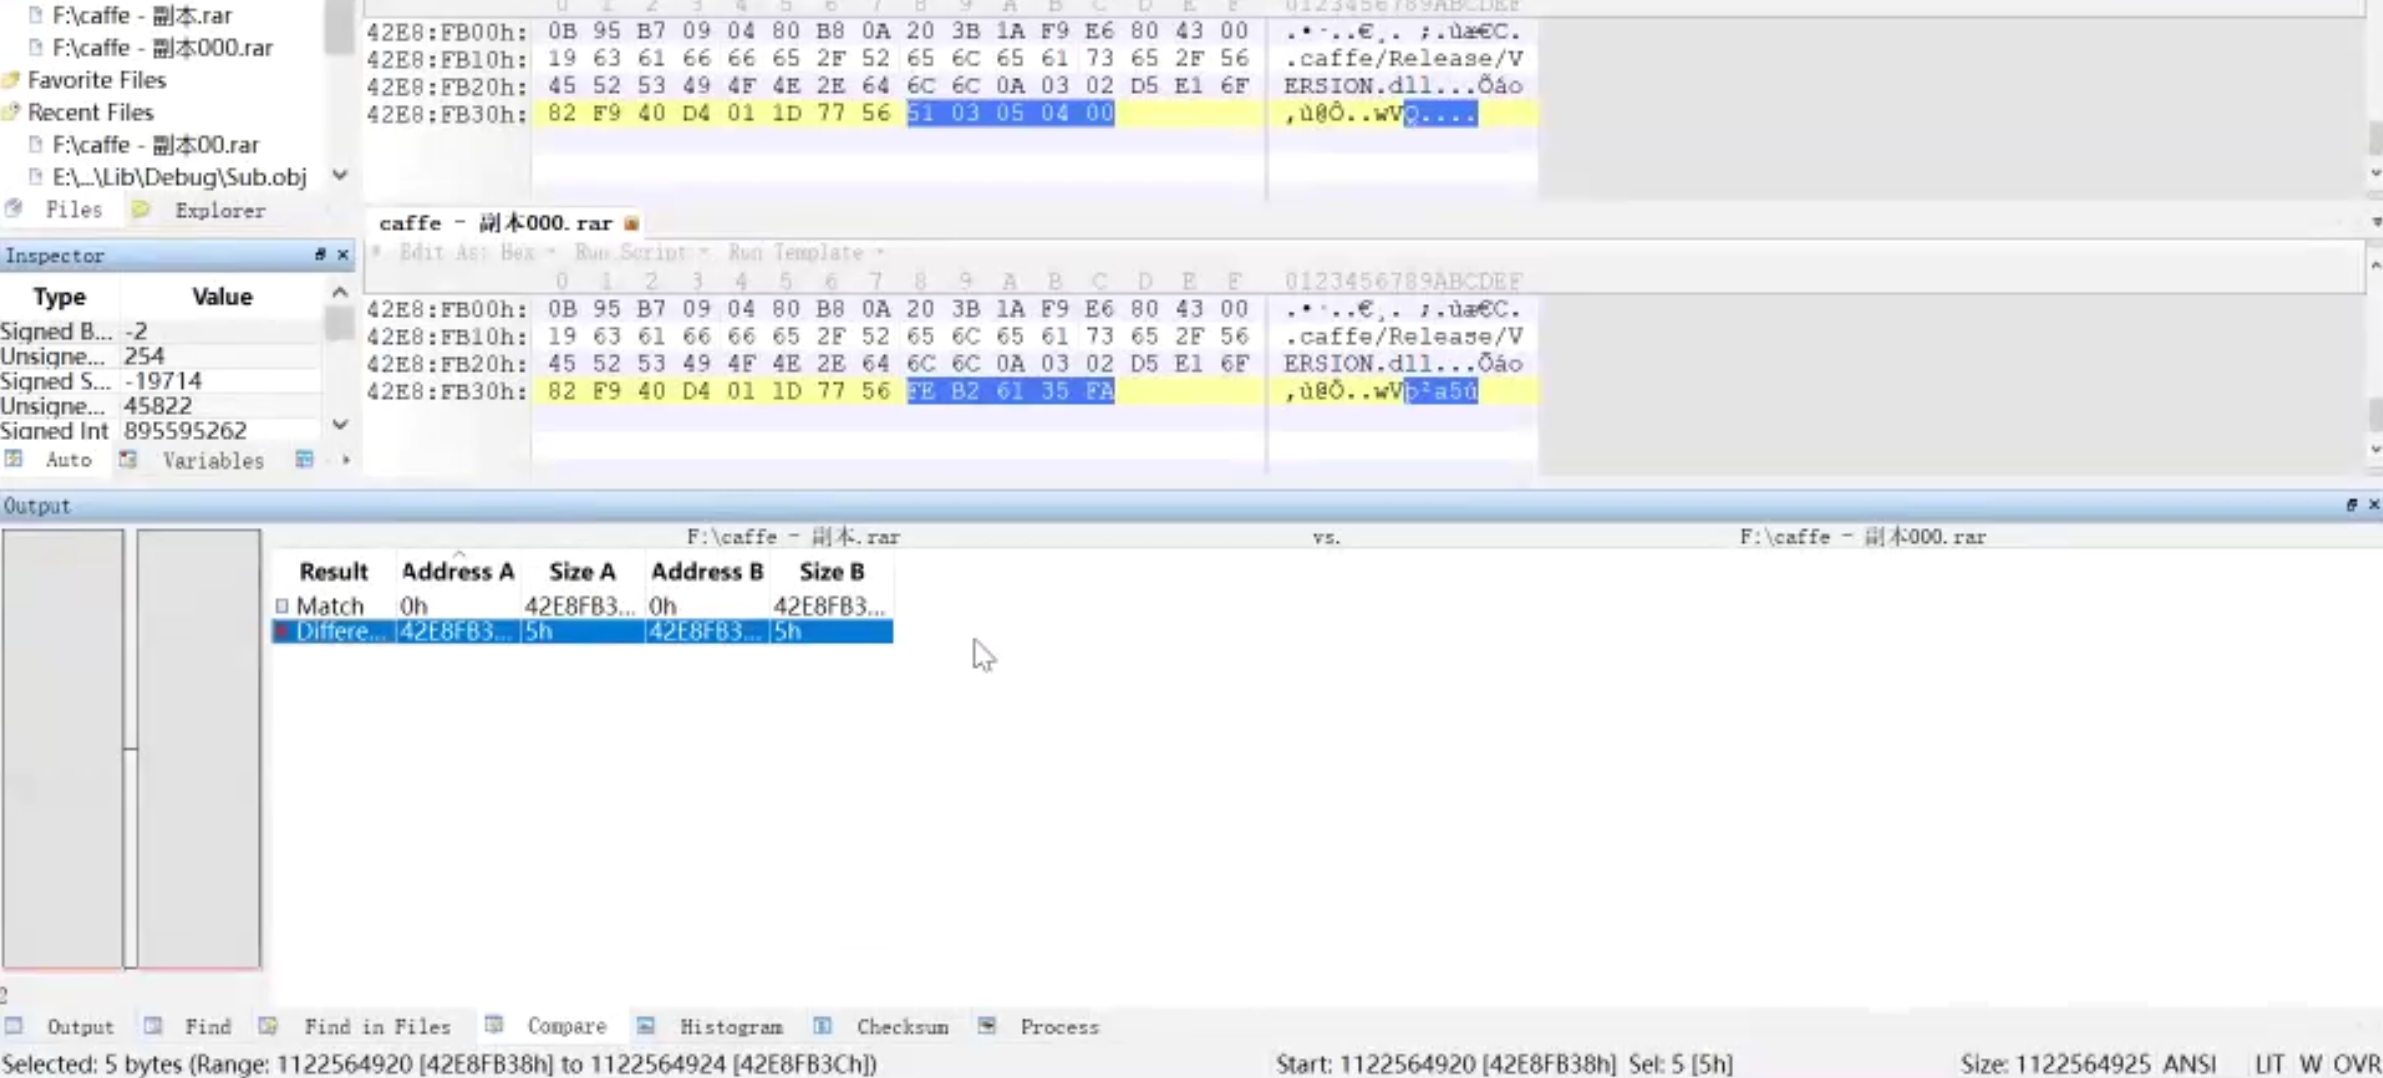 F:\caffe - 副本.rar
F:\caffe - 副本000.rar
Favorite Files
Recent Files
F:\caffe - 副本00.rar
E:\...\Lib\Debug\Sub.obj
Files Explorer
0 1 2 3 4 5 6 7 8 9 A B C D E F 0123456789ABCDEF
42E8:FB00h: 0B 95 B7 09 04 80 B8 0A 20 3B 1A F9 E6 80 43 00 .•·..€¸. ;.ùæ€C.
42E8:FB10h: 19 63 61 66 66 65 2F 52 65 6C 65 61 73 65 2F 56 .caffe/Release/V
42E8:FB20h: 45 52 53 49 4F 4E 2E 64 6C 6C 0A 03 02 D5 E1 6F ERSION.dll...Õáo
42E8:FB30h: 82 F9 40 D4 01 1D 77 56 51 03 05 04 00 ‚ù@Ô..wVQ....
caffe - 副本000.rar
Edit As: Hex Run Script Run Template
0 1 2 3 4 5 6 7 8 9 A B C D E F 0123456789ABCDEF
42E8:FB00h: 0B 95 B7 09 04 80 B8 0A 20 3B 1A F9 E6 80 43 00 .•·..€¸. ;.ùæ€C.
42E8:FB10h: 19 63 61 66 66 65 2F 52 65 6C 65 61 73 65 2F 56 .caffe/Release/V
42E8:FB20h: 45 52 53 49 4F 4E 2E 64 6C 6C 0A 03 02 D5 E1 6F ERSION.dll...Õáo
42E8:FB30h: 82 F9 40 D4 01 1D 77 56 FE B2 61 35 FA ‚ù@Ô..wVþ²a5ú
Inspector
Type Value
Signed B... -2
Unsigne... 254
Signed S... -19714
Unsigne... 45822
Signed Int 895595262
Auto Variables
Output
F:\caffe - 副本.rar vs. F:\caffe - 副本000.rar
Result Address A Size A Address B Size B
Match 0h 42E8FB3... 0h 42E8FB3...
Differe... 42E8FB3... 5h 42E8FB3... 5h
Output Find Find in Files Compare Histogram Checksum Process
Selected: 5 bytes (Range: 1122564920 [42E8FB38h] to 1122564924 [42E8FB3Ch]) Start: 1122564920 [42E8FB38h] Sel: 5 [5h] Size: 1122564925 ANSI LIT W OVR